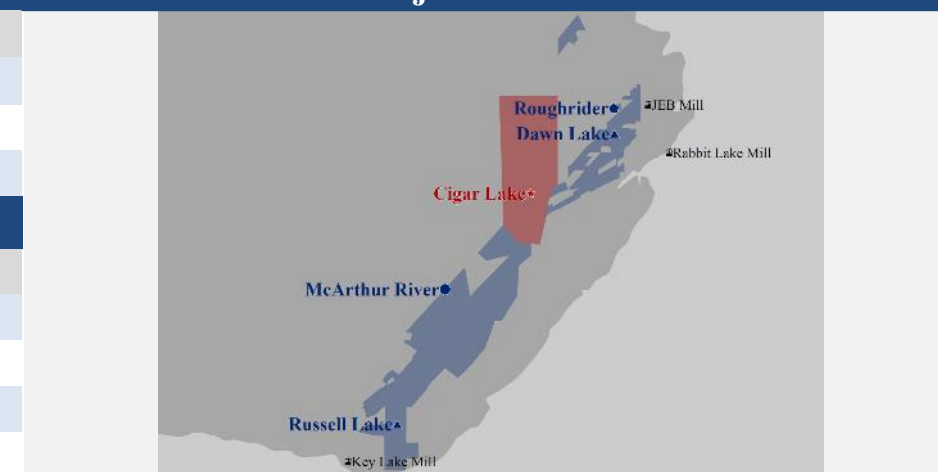 Roughrider
JEB Mill
Dawn Lake
Rabbit Lake Mill
Cigar Lake
McArthur River
Russell Lake
Key Lake Mill